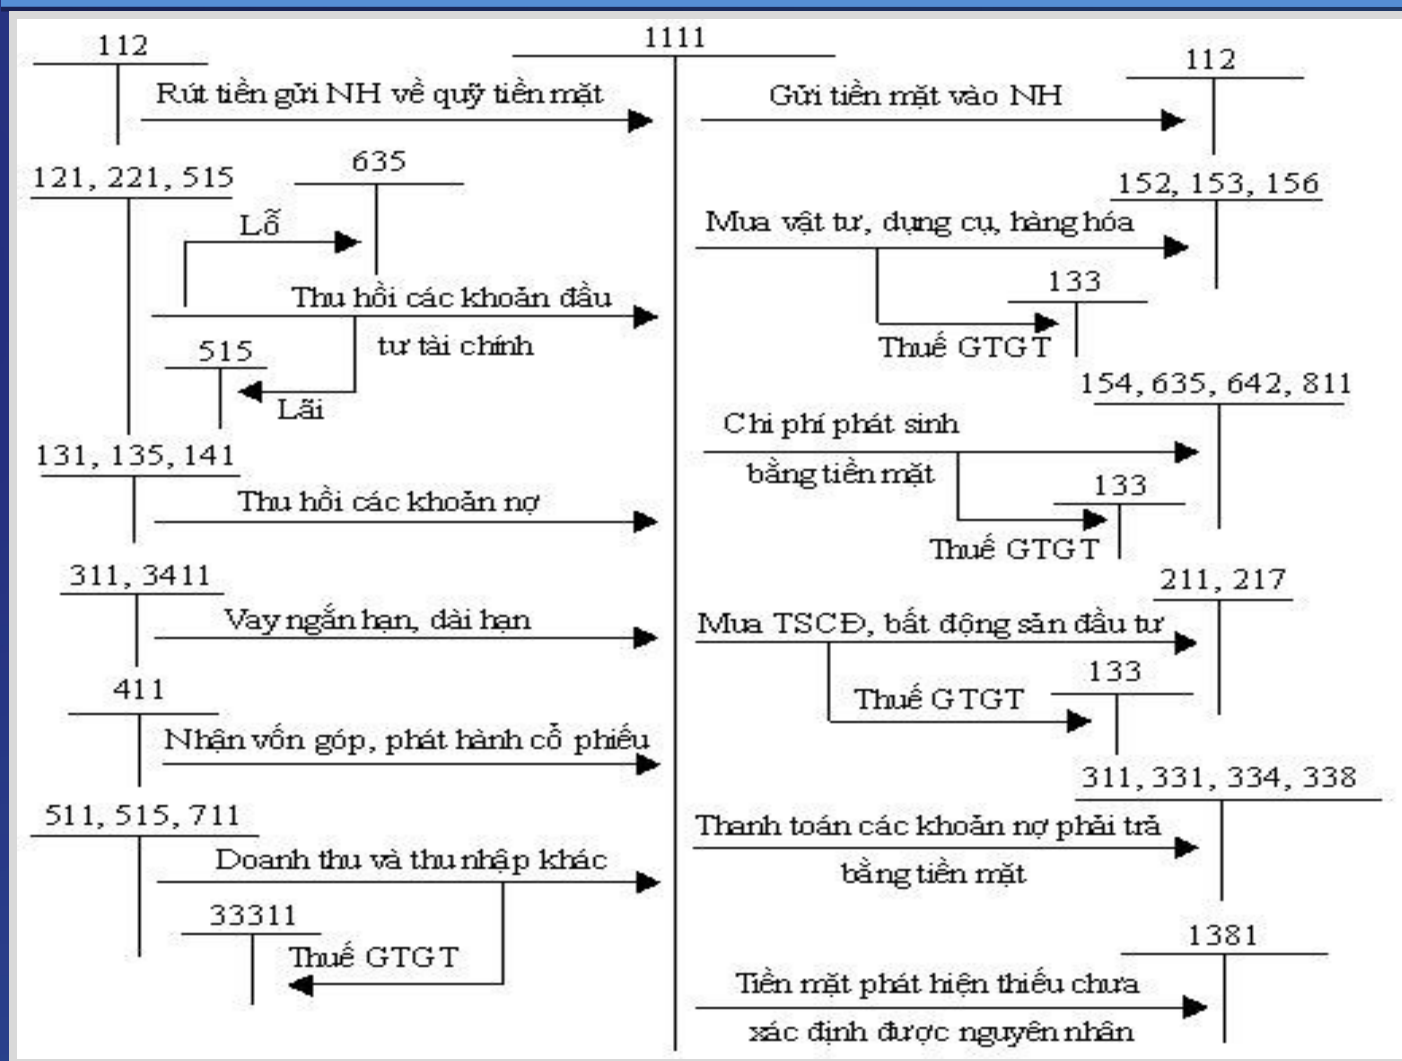 112
1111
112
Rút tiền gửi NH về quỹ tiền mặt
Gửi tiền mặt vào NH
121, 221, 515
635
152, 153, 156
Lỗ
Mua vật tư, dụng cụ, hàng hóa
Thu hồi các khoản đầu
tư tài chính
133
Thuế GTGT
515
Lãi
154, 635, 642, 811
Chi phí phát sinh
bằng tiền mặt
131, 135, 141
Thu hồi các khoản nợ
133
Thuế GTGT
311, 3411
211, 217
Vay ngắn hạn, dài hạn
Mua TSCĐ, bất động sản đầu tư
411
133
Thuế GTGT
Nhận vốn góp, phát hành cổ phiếu
311, 331, 334, 338
511, 515, 711
Thanh toán các khoản nợ phải trả
bằng tiền mặt
Doanh thu và thu nhập khác
33311
Thuế GTGT
1381
Tiền mặt phát hiện thiếu chưa
xác định được nguyên nhân